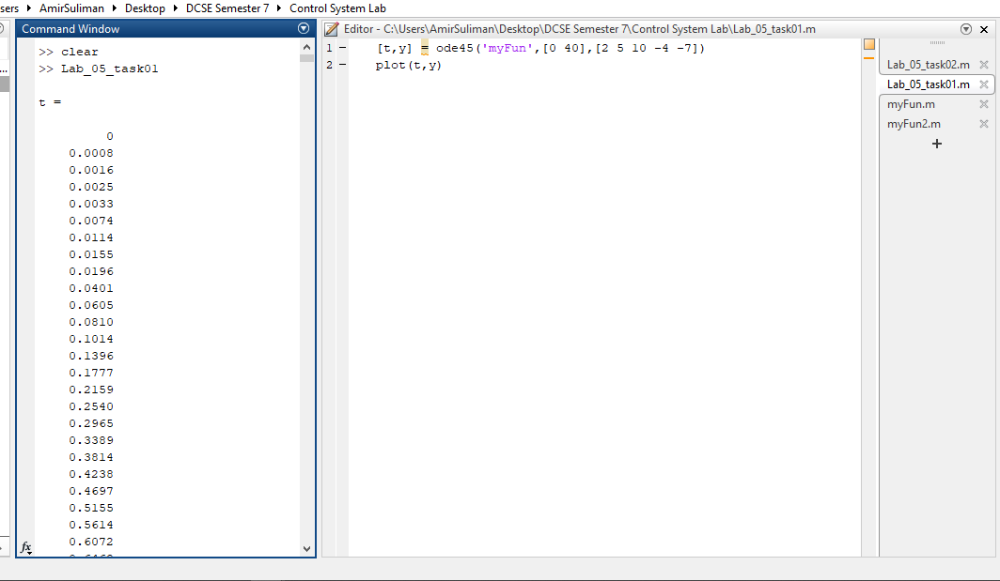 sers ▸ AmirSuliman ▸ Desktop ▸ DCSE Semester 7 ▸ Control System Lab
Command Window
>> clear
>> Lab_05_task01
t =
0
0.0008
0.0016
0.0025
0.0033
0.0074
0.0114
0.0155
0.0196
0.0401
0.0605
0.0810
0.1014
0.1396
0.1777
0.2159
0.2540
0.2965
0.3389
0.3814
0.4238
0.4697
0.5155
0.5614
0.6072
fx
Editor - C:\Users\AmirSuliman\Desktop\DCSE Semester 7\Control System Lab\Lab_05_task01.m
1 – [t,y] = ode45('myFun',[0 40],[2 5 10 -4 -7])
2 – plot(t,y)
Lab_05_task02.m
Lab_05_task01.m
myFun.m
myFun2.m